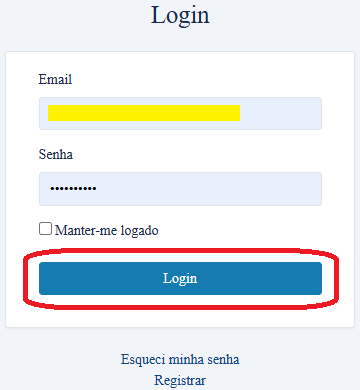 Login
Email
Senha
••••••••••
Manter-me logado
Login
Esqueci minha senha
Registrar